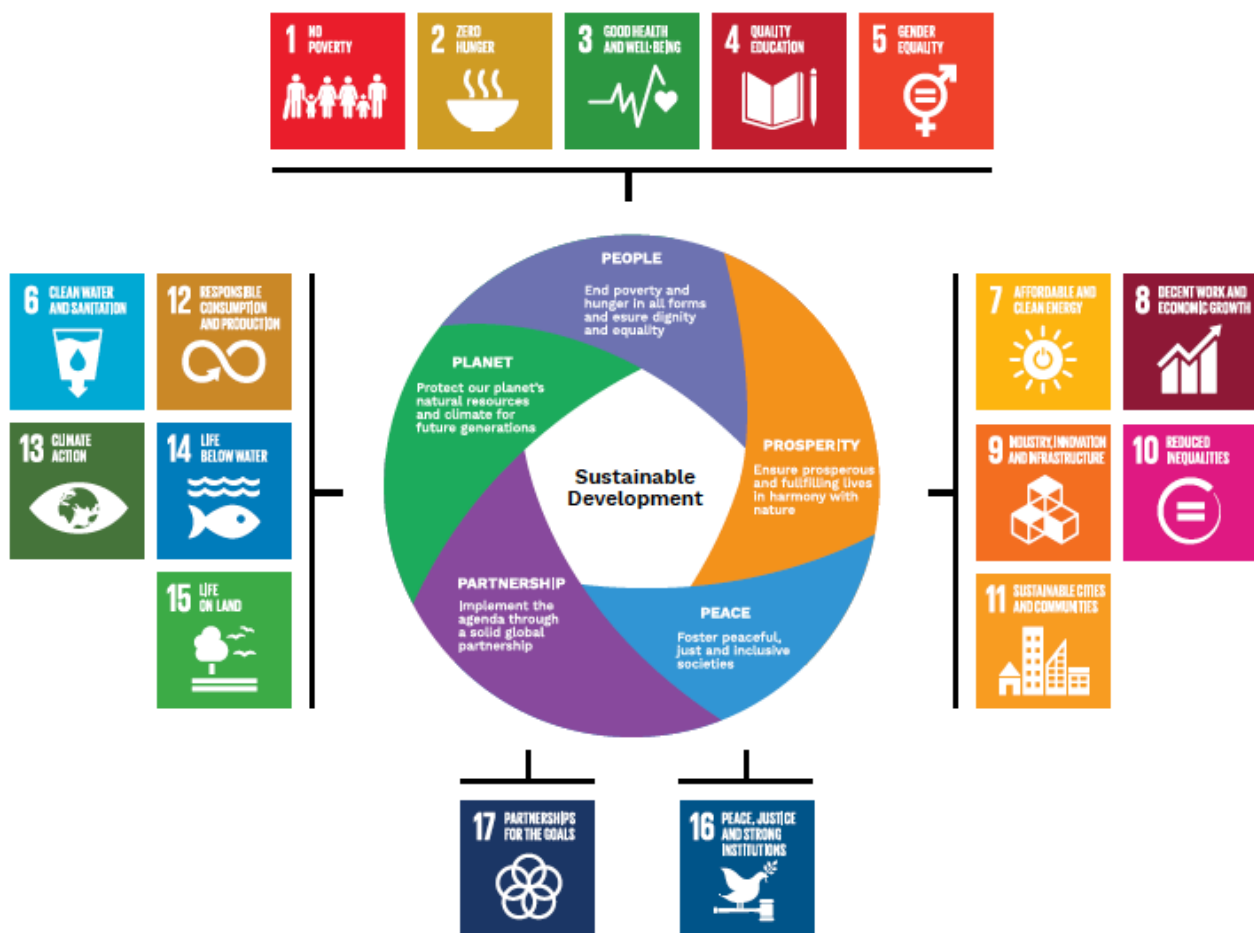 1 NO
POVERTY
2 ZERO
HUNGER
3 GOOD HEALTH
AND WELL-BEING
4 QUALITY
EDUCATION
5 GENDER
EQUALITY
6 CLEAN WATER
AND SANITATION
12 RESPONSIBLE
CONSUMPTION
AND PRODUCTION
13 CLIMATE
ACTION
14 LIFE
BELOW WATER
15 LIFE
ON LAND
PEOPLE
End poverty and
hunger in all forms
and esure dignity
and equality
PLANET
Protect our planet's
natural resources
and climate for
future generations
PROSPERITY
Ensure prosperous
and fullfilling lives
in harmony with
nature
Sustainable
Development
PARTNERSHIP
Implement the
agenda through
a solid global
partnership
PEACE
Foster peaceful,
just and inclusive
societies
7 AFFORDABLE AND
CLEAN ENERGY
8 DECENT WORK AND
ECONOMIC GROWTH
9 INDUSTRY, INNOVATION
AND INFRASTRUCTURE
10 REDUCED
INEQUALITIES
11 SUSTAINABLE CITIES
AND COMMUNITIES
17 PARTNERSHIPS
FOR THE GOALS
16 PEACE, JUSTICE
AND STRONG
INSTITUTIONS